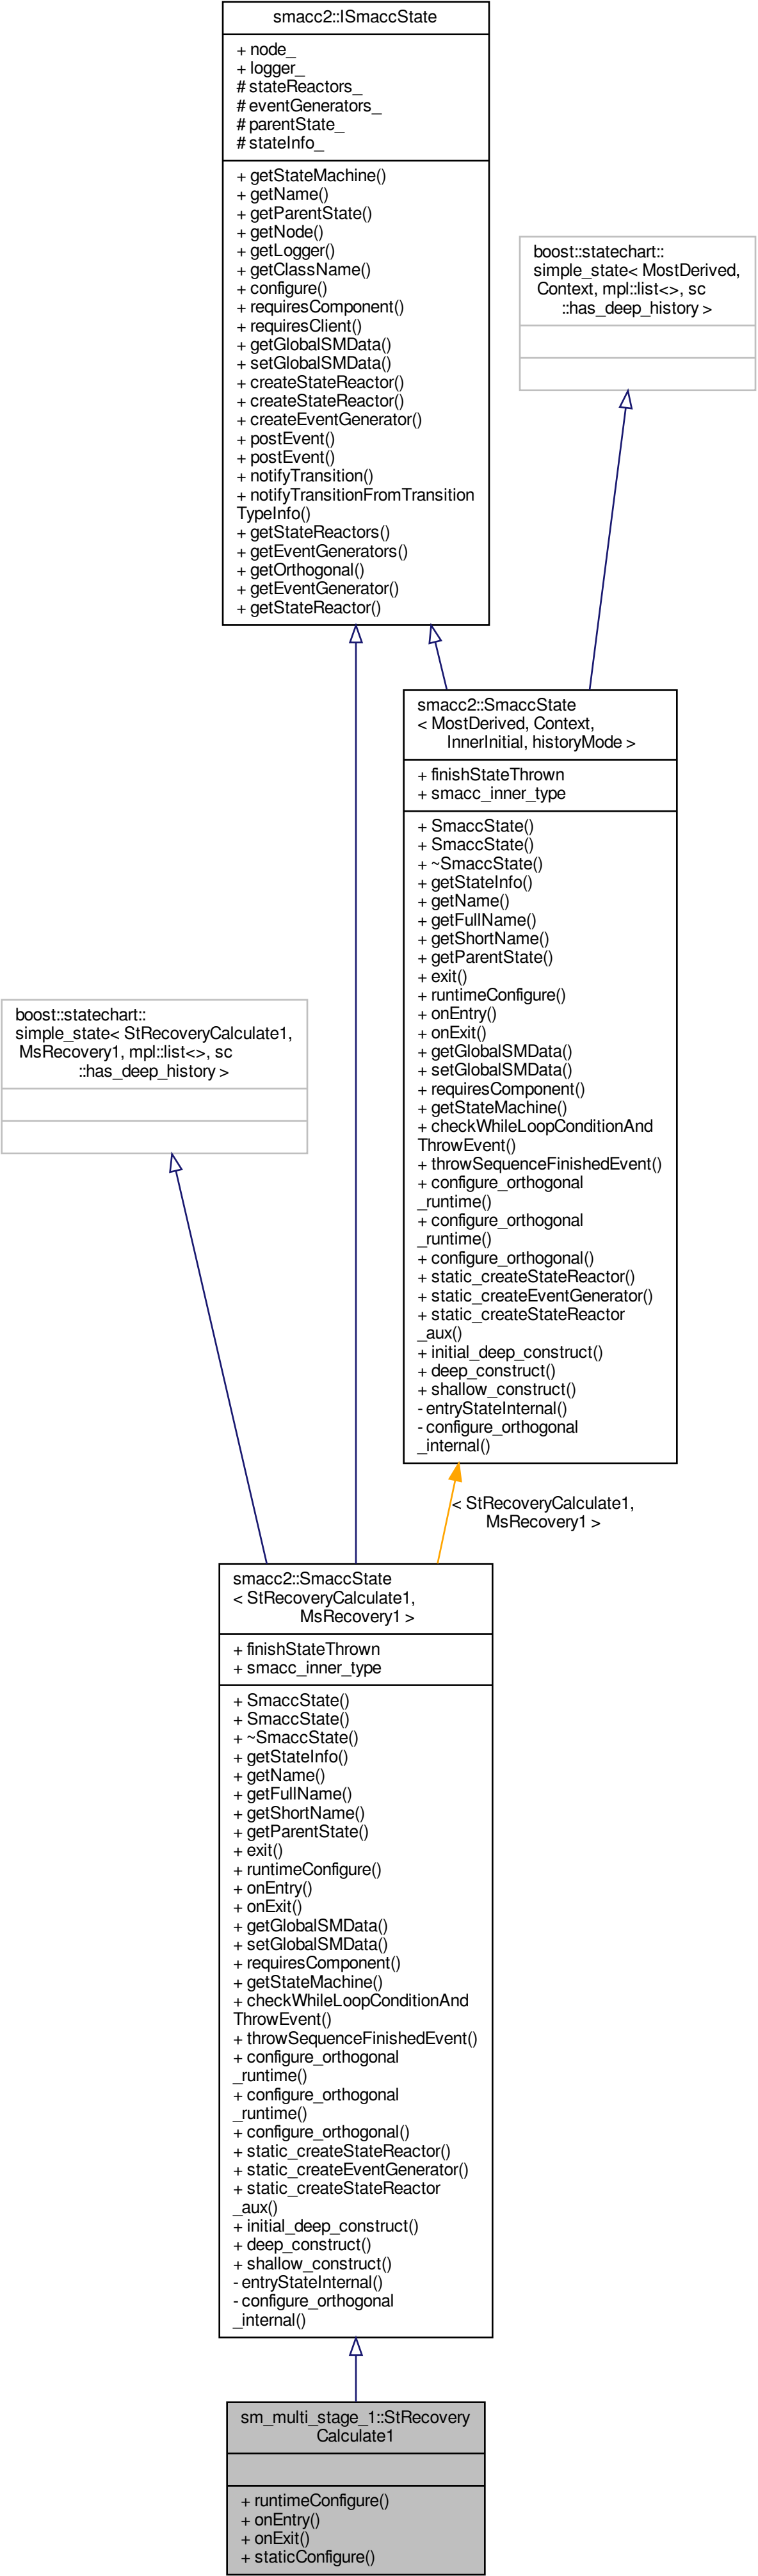 smacc2::ISmaccState
+ node_
+ logger_
# stateReactors_
# eventGenerators_
# parentState_
# stateInfo_
+ getStateMachine()
+ getName()
+ getParentState()
+ getNode()
+ getLogger()
+ getClassName()
+ configure()
+ requiresComponent()
+ requiresClient()
+ getGlobalSMData()
+ setGlobalSMData()
+ createStateReactor()
+ createStateReactor()
+ createEventGenerator()
+ postEvent()
+ postEvent()
+ notifyTransition()
+ notifyTransitionFromTransition
TypeInfo()
+ getStateReactors()
+ getEventGenerators()
+ getOrthogonal()
+ getEventGenerator()
+ getStateReactor()
boost::statechart::
simple_state< MostDerived,
Context, mpl::list<>, sc
::has_deep_history >
smacc2::SmaccState
< MostDerived, Context,
InnerInitial, historyMode >
+ finishStateThrown
+ smacc_inner_type
+ SmaccState()
+ SmaccState()
+ ~SmaccState()
+ getStateInfo()
+ getName()
+ getFullName()
+ getShortName()
+ getParentState()
+ exit()
+ runtimeConfigure()
+ onEntry()
+ onExit()
+ getGlobalSMData()
+ setGlobalSMData()
+ requiresComponent()
+ getStateMachine()
+ checkWhileLoopConditionAnd
ThrowEvent()
+ throwSequenceFinishedEvent()
+ configure_orthogonal
_runtime()
+ configure_orthogonal
_runtime()
+ configure_orthogonal()
+ static_createStateReactor()
+ static_createEventGenerator()
+ static_createStateReactor
_aux()
+ initial_deep_construct()
+ deep_construct()
+ shallow_construct()
- entryStateInternal()
- configure_orthogonal
_internal()
boost::statechart::
simple_state< StRecoveryCalculate1,
MsRecovery1, mpl::list<>, sc
::has_deep_history >
< StRecoveryCalculate1,
MsRecovery1 >
smacc2::SmaccState
< StRecoveryCalculate1,
MsRecovery1 >
+ finishStateThrown
+ smacc_inner_type
+ SmaccState()
+ SmaccState()
+ ~SmaccState()
+ getStateInfo()
+ getName()
+ getFullName()
+ getShortName()
+ getParentState()
+ exit()
+ runtimeConfigure()
+ onEntry()
+ onExit()
+ getGlobalSMData()
+ setGlobalSMData()
+ requiresComponent()
+ getStateMachine()
+ checkWhileLoopConditionAnd
ThrowEvent()
+ throwSequenceFinishedEvent()
+ configure_orthogonal
_runtime()
+ configure_orthogonal
_runtime()
+ configure_orthogonal()
+ static_createStateReactor()
+ static_createEventGenerator()
+ static_createStateReactor
_aux()
+ initial_deep_construct()
+ deep_construct()
+ shallow_construct()
- entryStateInternal()
- configure_orthogonal
_internal()
sm_multi_stage_1::StRecovery
Calculate1
+ runtimeConfigure()
+ onEntry()
+ onExit()
+ staticConfigure()